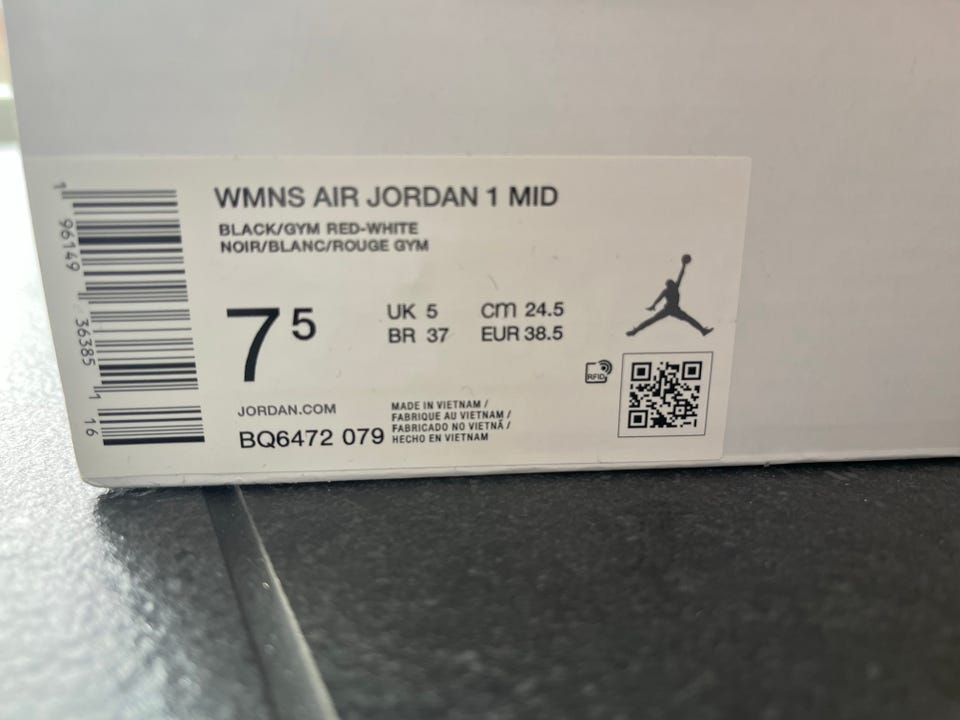 WMNS AIR JORDAN 1 MID
BLACK/GYM RED-WHITE
NOIR/BLANC/ROUGE GYM
7 5
UK 5 cm 24.5
BR 37 EUR 38.5
RFID
JORDAN.COM
BQ6472 079
MADE IN VIETNAM /
FABRIQUE AU VIETNAM /
FABRICADO NO VIETNÃ /
HECHO EN VIETNAM
1 96149 36385 1 16